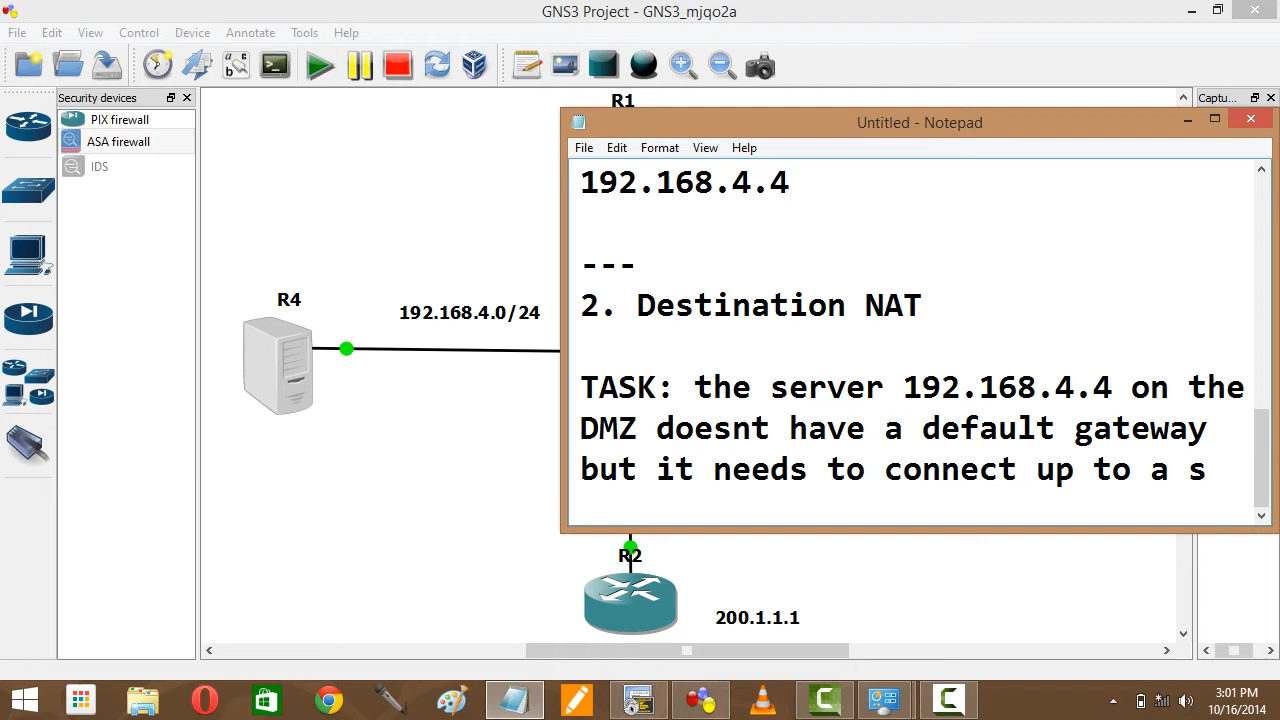 GNS3 Project - GNS3_mjqo2a
File Edit View Control Device Annotate Tools Help
Security devices
PIX firewall
ASA firewall
IDS
R1
Captu...
Untitled - Notepad
File Edit Format View Help
192.168.4.4
---
2. Destination NAT
TASK: the server 192.168.4.4 on the
DMZ doesnt have a default gateway
but it needs to connect up to a s
R4
192.168.4.0/24
R2
200.1.1.1
3:01 PM
10/16/2014